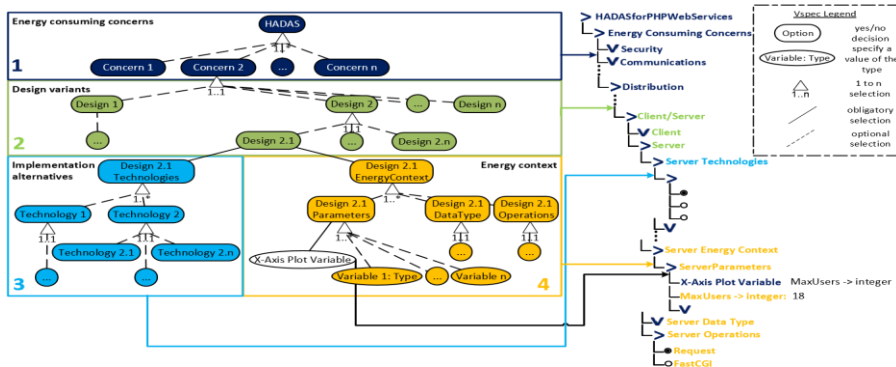 Energy consuming concerns
HADAS
1..*
Concern 1
Concern 2
...
Concern n
1
Design variants
1..1
Design 1
Design 2
...
Design n
1..1
...
Design 2.1
...
Design 2.n
2
Implementation
alternatives
Design 2.1
Technologies
1..*
Technology 1
Technology 2
1..1
1..1
Technology 2.1
Technology 2.n
...
...
3
Energy context
Design 2.1
EnergyContext
1..*
Design 2.1
Parameters
Design 2.1
DataType
Design 2.1
Operations
1..1
1..1
X-Axis Plot Variable
...
...
Variable 1: Type
...
Variable n
4
HADASforPHPWebServices
Energy Consuming Concerns
Security
Communications
Distribution
Client/Server
Client
Server
Server Technologies
Server Energy Context
ServerParameters
X-Axis Plot Variable MaxUsers -> integer
MaxUsers -> Integer: 18
Server Data Type
Server Operations
Request
FastCGI
Vspec Legend
Option
yes/no
decision
Variable: Type
specify a
value of the
type
1..n
1 to n
selection
obligatory
selection
optional
selection